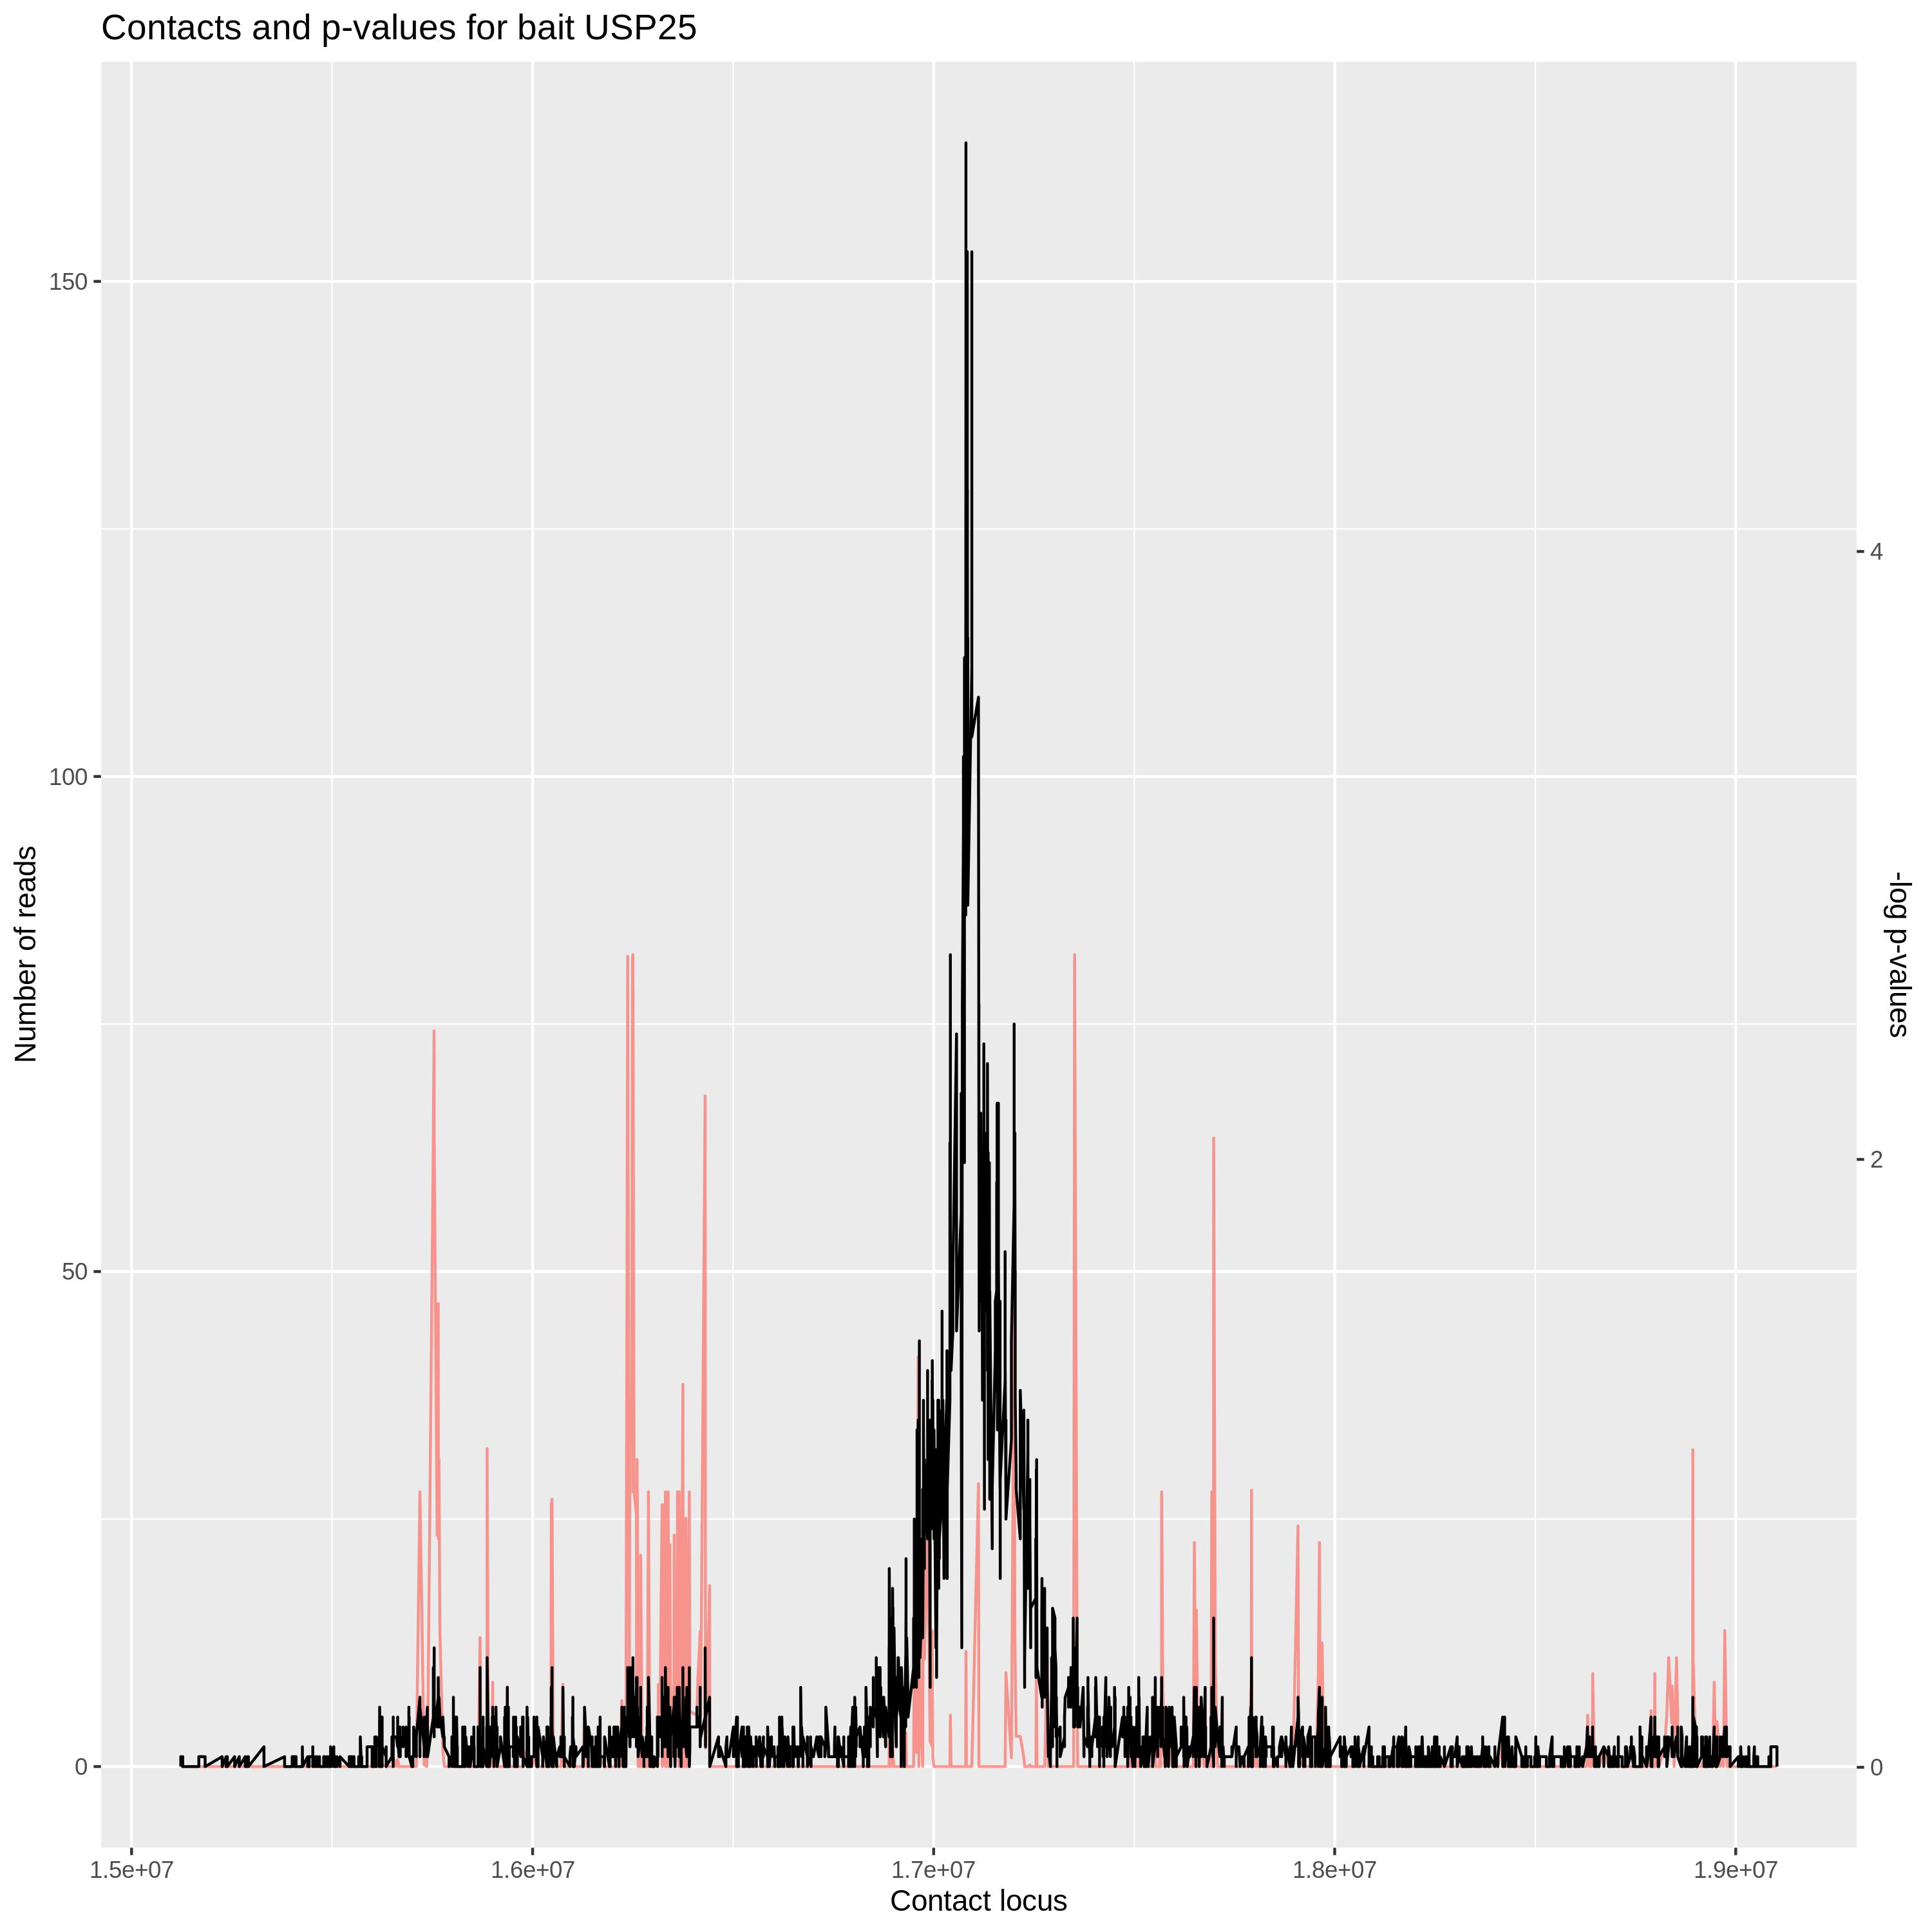 Contacts and p-values for bait USP25
150
100
50
0
4
2
0
Number of reads
-log p-values
1.5e+07 1.6e+07 1.7e+07 1.8e+07 1.9e+07
Contact locus